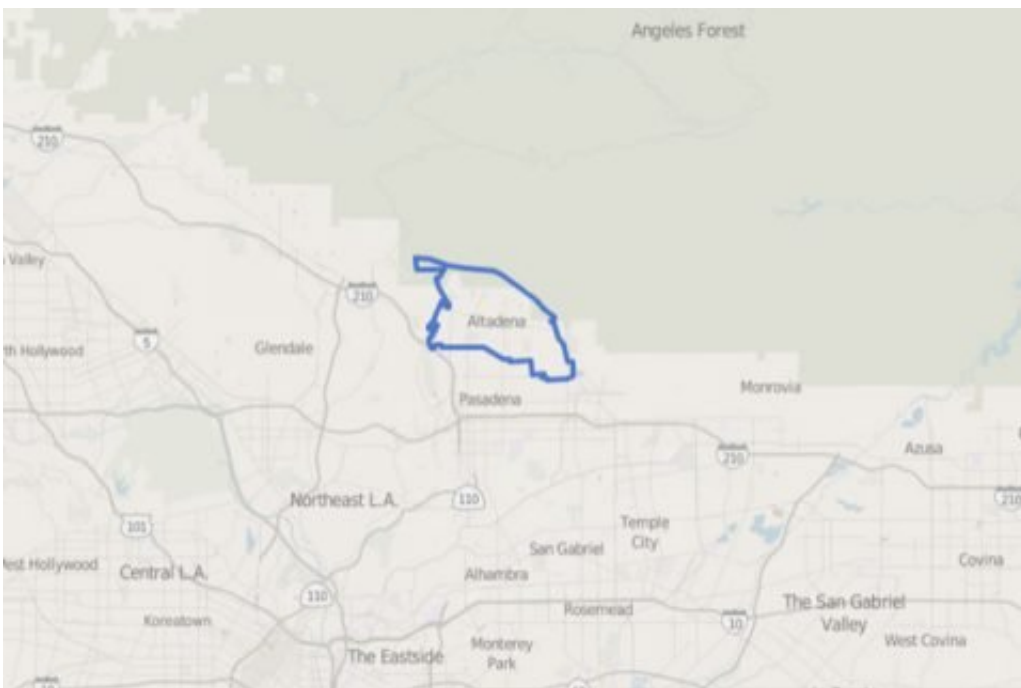 Angeles Forest
210
Valley
210
Altadena
5
Glendale
th Hollywood
Monrovia
Pasadena
Azusa
210
210
Northeast L.A.
110
101
Temple
City
San Gabriel
est Hollywood
Central L.A.
Alhambra
Covina
110
Rosemead
The San Gabriel
Valley
Koreatown
10
West Covina
Monterey
Park
The Eastside